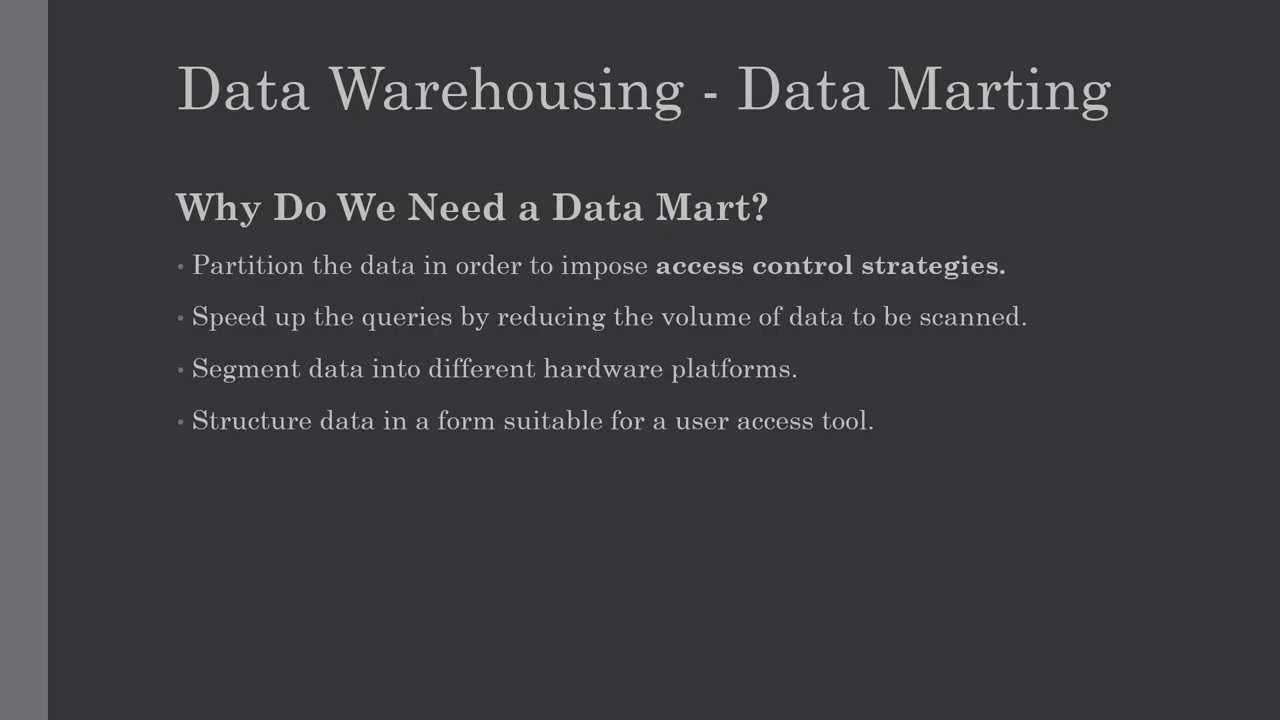 Data Warehousing - Data Marting
Why Do We Need a Data Mart?
• Partition the data in order to impose access control strategies.
• Speed up the queries by reducing the volume of data to be scanned.
• Segment data into different hardware platforms.
• Structure data in a form suitable for a user access tool.